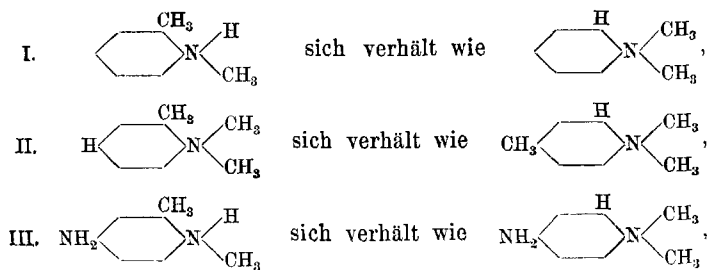 CH₃ H H CH₃
I. N CH₃ sich verhält wie N CH₃,
CH₃ CH₃ H CH₃
II. H N CH₃ sich verhält wie CH₃ N CH₃,
CH₃ H H CH₃
III. NH₂ N CH₃ sich verhält wie NH₂ N CH₃,